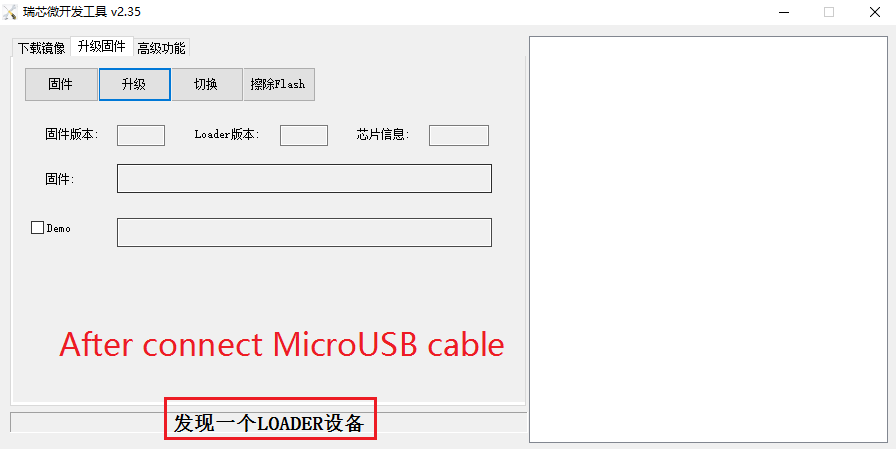 瑞芯微开发工具 v2.35
下载镜像 升级固件 高级功能
固件 升级 切换 擦除Flash
固件版本: Loader版本: 芯片信息:
固件:
Demo
After connect MicroUSB cable
发现一个LOADER设备